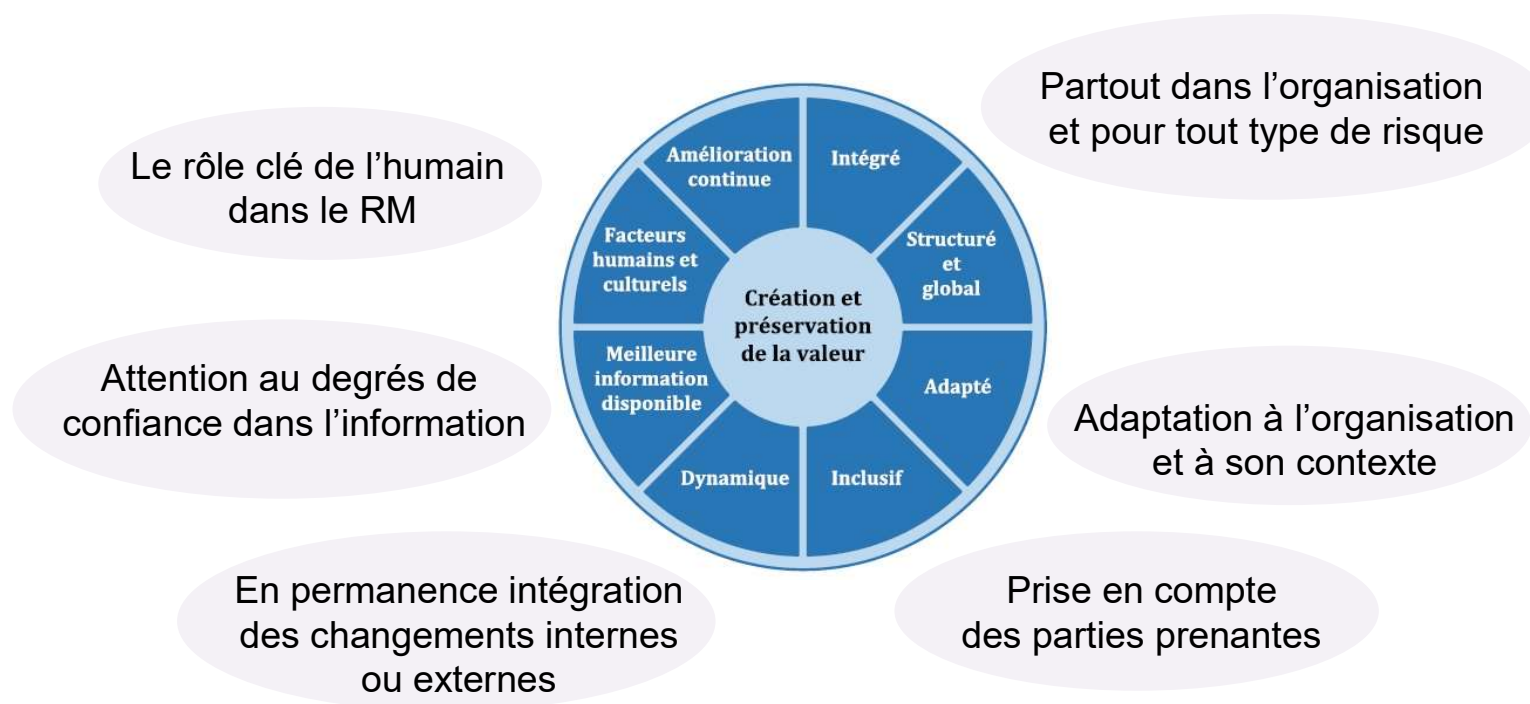 Partout dans l’organisation
et pour tout type de risque
Le rôle clé de l’humain
dans le RM
Amélioration
continue
Intégré
Facteurs
humains et
culturels
Structuré
et
global
Création et
préservation
de la valeur
Meilleure
information
disponible
Adapté
Dynamique
Inclusif
Attention au degrés de
confiance dans l’information
Adaptation à l’organisation
et à son contexte
En permanence intégration
des changements internes
ou externes
Prise en compte
des parties prenantes